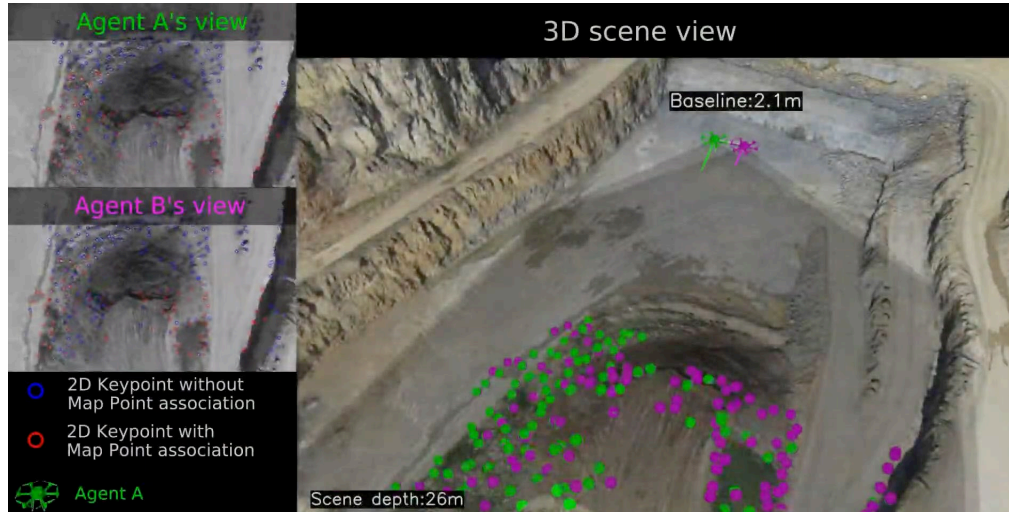 Agent A's view
3D scene view
Baseline:2.1m
Agent B's view
2D Keypoint without
Map Point association
2D Keypoint with
Map Point association
Agent A
Scene depth:26m